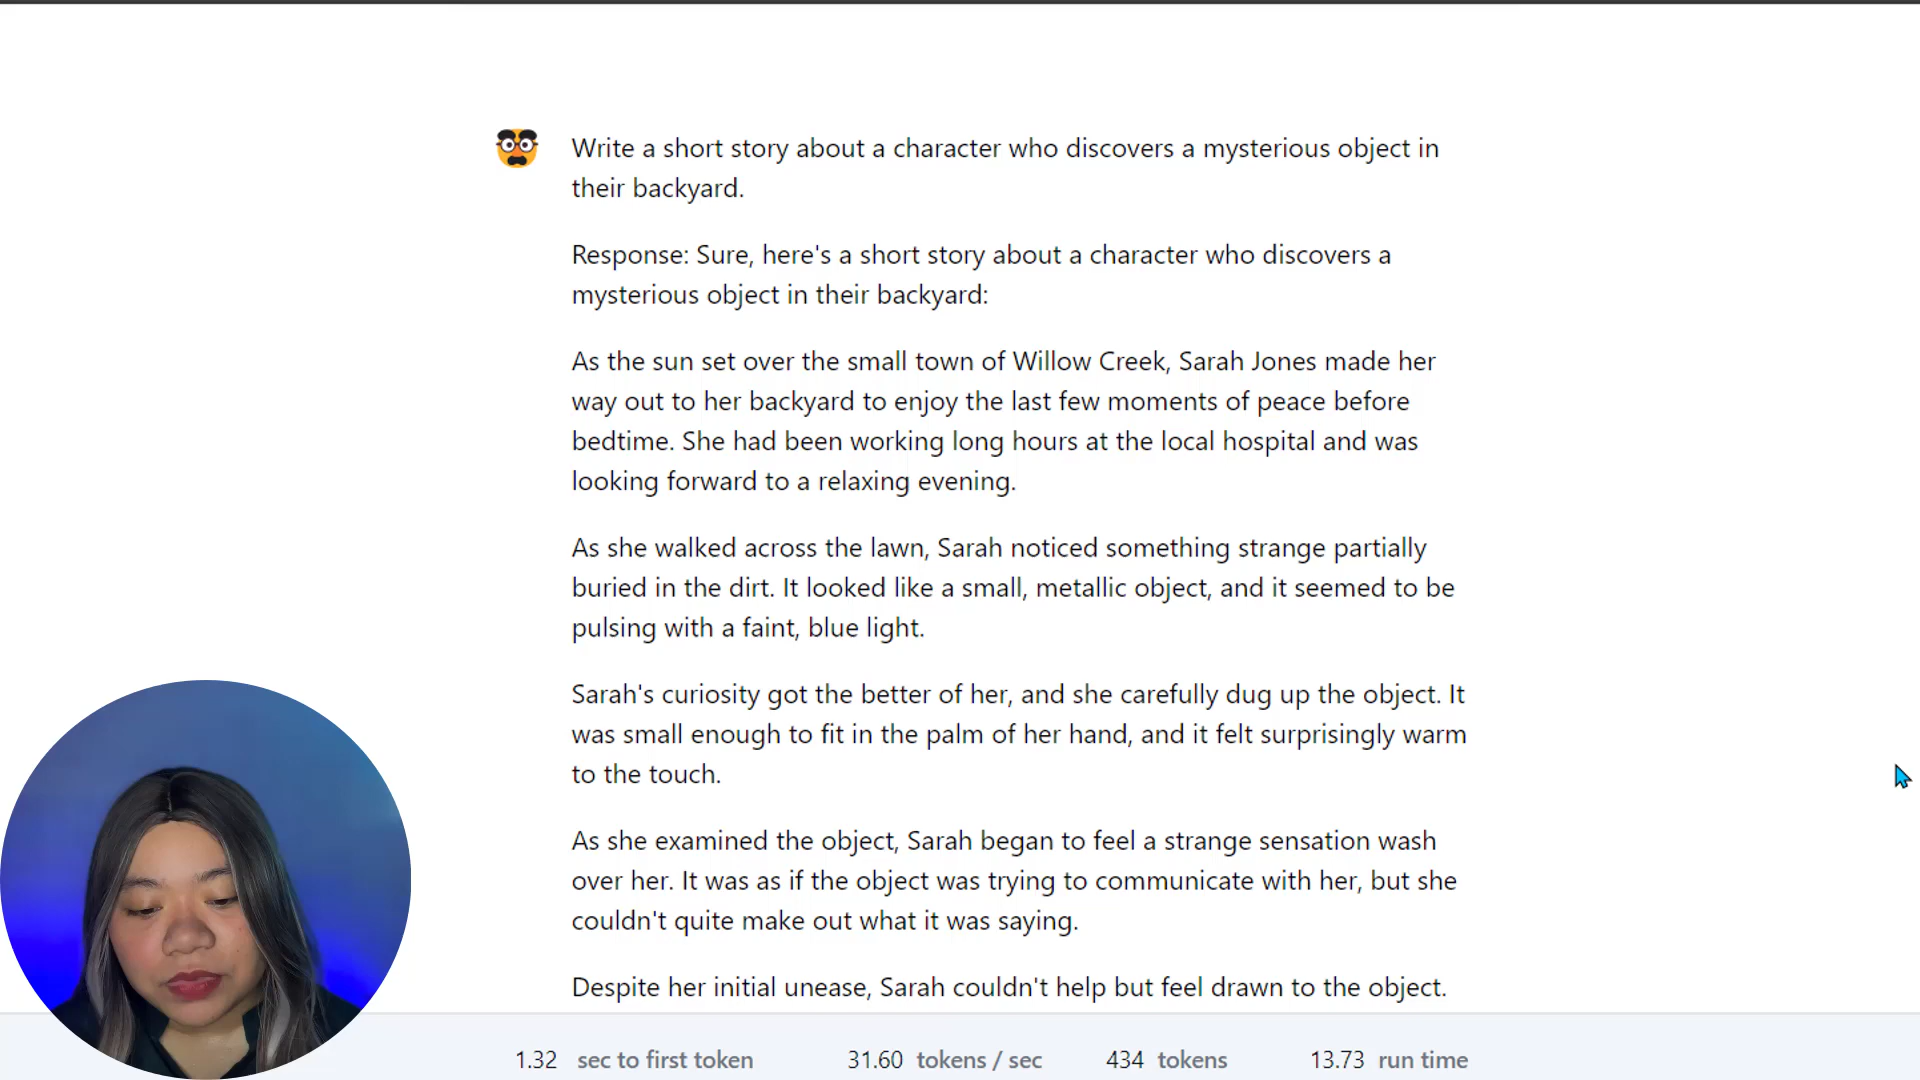 Write a short story about a character who discovers a mysterious object in
their backyard.
Response: Sure, here's a short story about a character who discovers a
mysterious object in their backyard:
As the sun set over the small town of Willow Creek, Sarah Jones made her
way out to her backyard to enjoy the last few moments of peace before
bedtime. She had been working long hours at the local hospital and was
looking forward to a relaxing evening.
As she walked across the lawn, Sarah noticed something strange partially
buried in the dirt. It looked like a small, metallic object, and it seemed to be
pulsing with a faint, blue light.
Sarah's curiosity got the better of her, and she carefully dug up the object. It
was small enough to fit in the palm of her hand, and it felt surprisingly warm
to the touch.
As she examined the object, Sarah began to feel a strange sensation wash
over her. It was as if the object was trying to communicate with her, but she
couldn't quite make out what it was saying.
Despite her initial unease, Sarah couldn't help but feel drawn to the object.
1.32 sec to first token 31.60 tokens / sec 434 tokens 13.73 run time